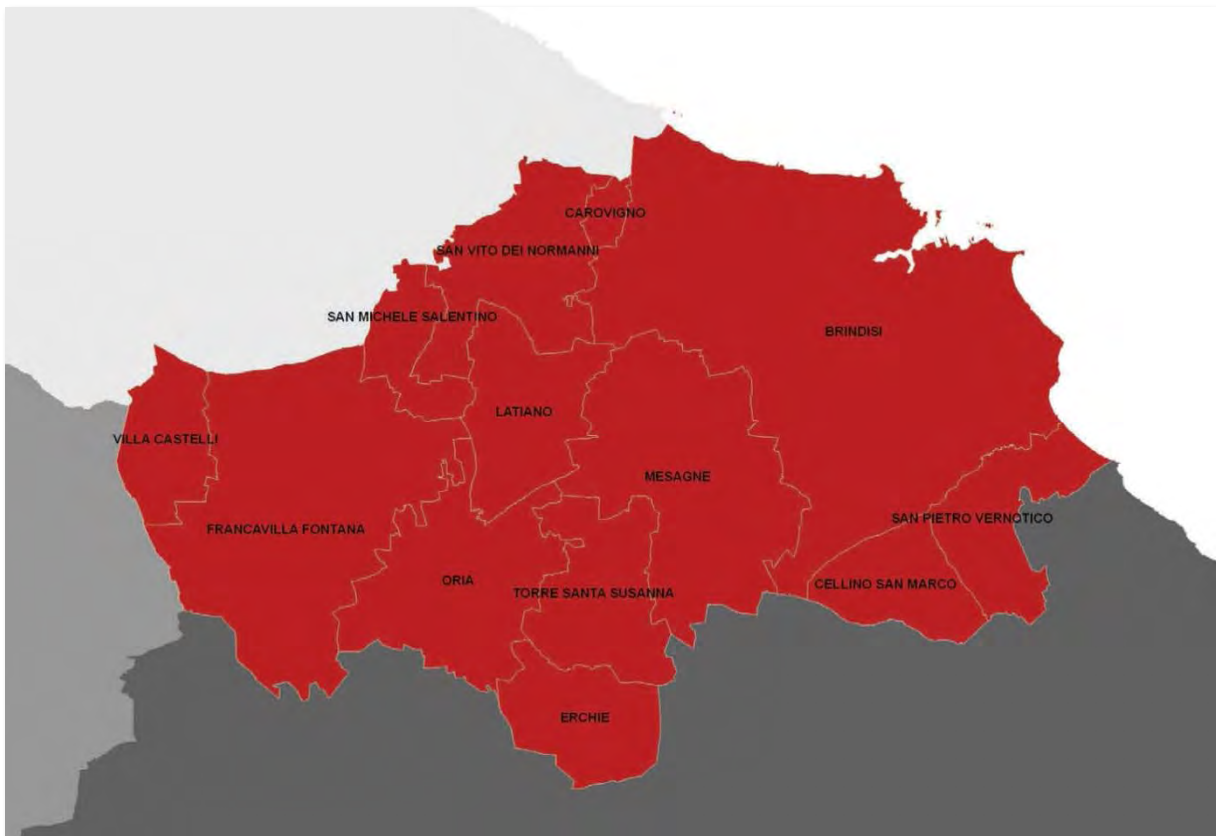 CAROVIGNO
SAN VITO DEI NORMANNI
SAN MICHELE SALENTINO
BRINDISI
LATIANO
VILLA CASTELLI
MESAGNE
SAN PIETRO VERNOTICO
FRANCAVILLA FONTANA
ORIA
CELLINO SAN MARCO
TORRE SANTA SUSANNA
ERCHIE